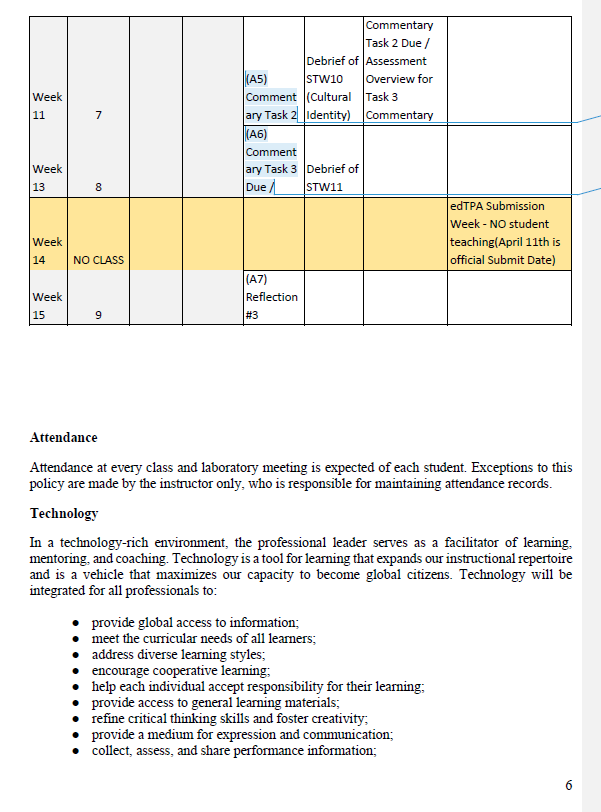 Commentary
Task 2 Due /
Debrief of Assessment
(A5) STW10 Overview for
Week Comment (Cultural Task 3
11 7 ary Task 2 Identity) Commentary
(A6)
Comment
Week ary Task 3 Debrief of
13 8 Due / STW11
edTPA Submission
Week - NO student
Week teaching(April 11th is
14 NO CLASS official Submit Date)
(A7)
Week Reflection
15 9 #3
Attendance
Attendance at every class and laboratory meeting is expected of each student. Exceptions to this
policy are made by the instructor only, who is responsible for maintaining attendance records.
Technology
In a technology-rich environment, the professional leader serves as a facilitator of learning,
mentoring, and coaching. Technology is a tool for learning that expands our instructional repertoire
and is a vehicle that maximizes our capacity to become global citizens. Technology will be
integrated for all professionals to:
● provide global access to information;
● meet the curricular needs of all learners;
● address diverse learning styles;
● encourage cooperative learning;
● help each individual accept responsibility for their learning;
● provide access to general learning materials;
● refine critical thinking skills and foster creativity;
● provide a medium for expression and communication;
● collect, assess, and share performance information;
6